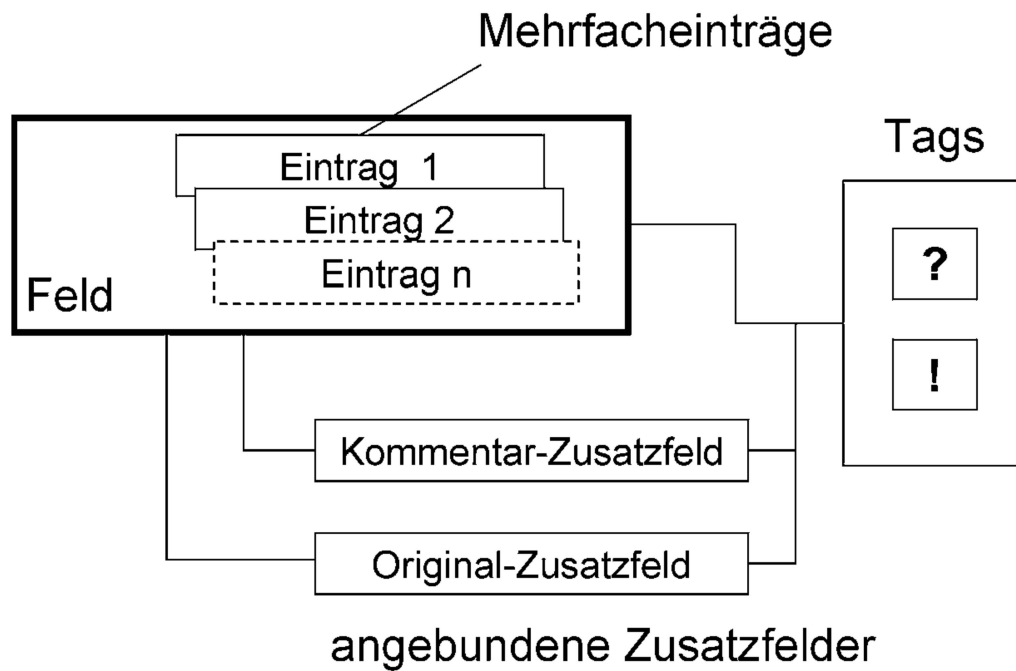 Mehrfacheinträge
Tags
Eintrag 1
Eintrag 2
Eintrag n
Feld
?
!
Kommentar-Zusatzfeld
Original-Zusatzfeld
angebundene Zusatzfelder